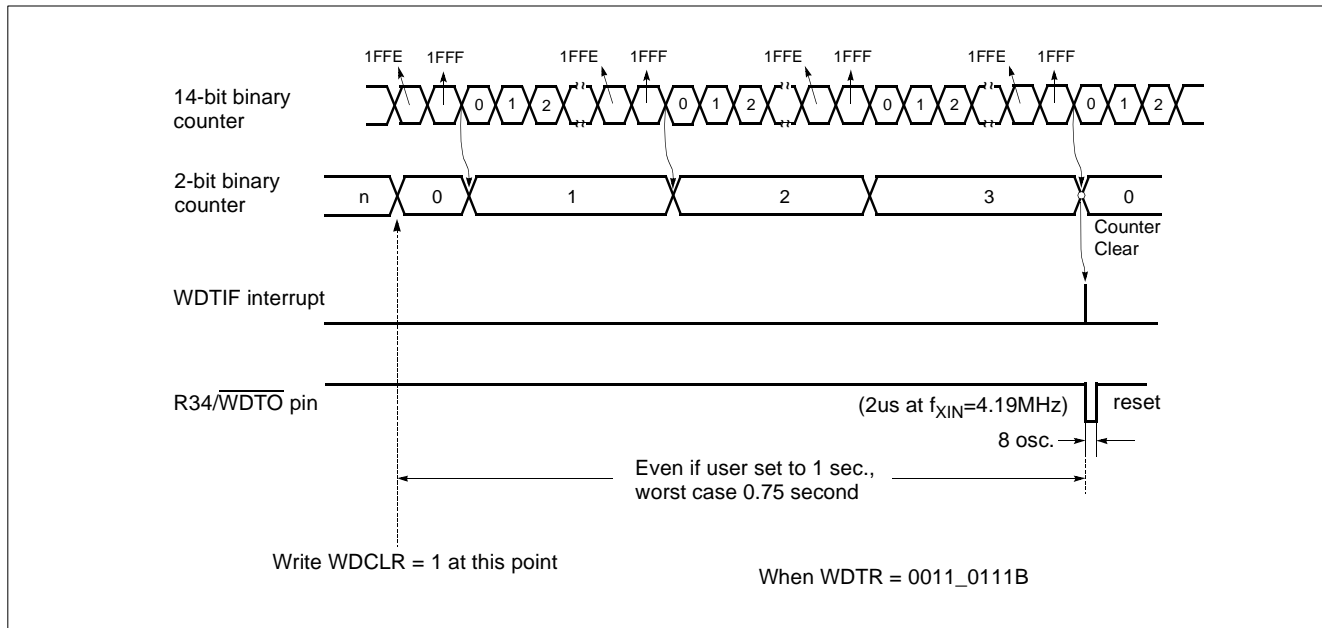 1FFE 1FFF 1FFE 1FFF 1FFE 1FFF 1FFE 1FFF
14-bit binary
counter
0 1 2 0 1 2 0 1 2 0 1 2
2-bit binary
counter
n 0 1 2 3 0
Counter
Clear
WDTIF interrupt
R34/WDTO pin
(2us at fXIN=4.19MHz)
reset
8 osc.
Even if user set to 1 sec.,
worst case 0.75 second
Write WDCLR = 1 at this point
When WDTR = 0011_0111B